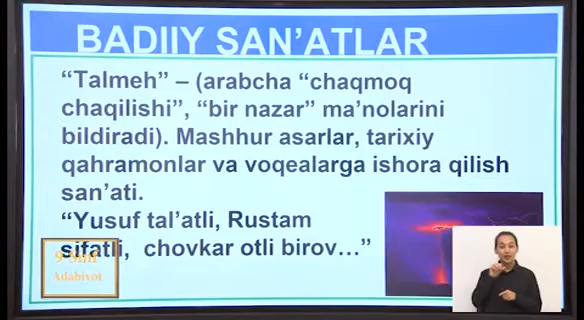 BADIIY SAN’ATLAR
“Talmeh” – (arabcha “chaqmoq
chaqilishi”, “bir nazar” ma’nolarini
bildiradi). Mashhur asarlar, tarixiy
qahramonlar va voqealarga ishora qilish
san’ati.
“Yusuf tal’atli, Rustam
sifatli, chovkar otli birov…”
9-Sinf
Adabiyot